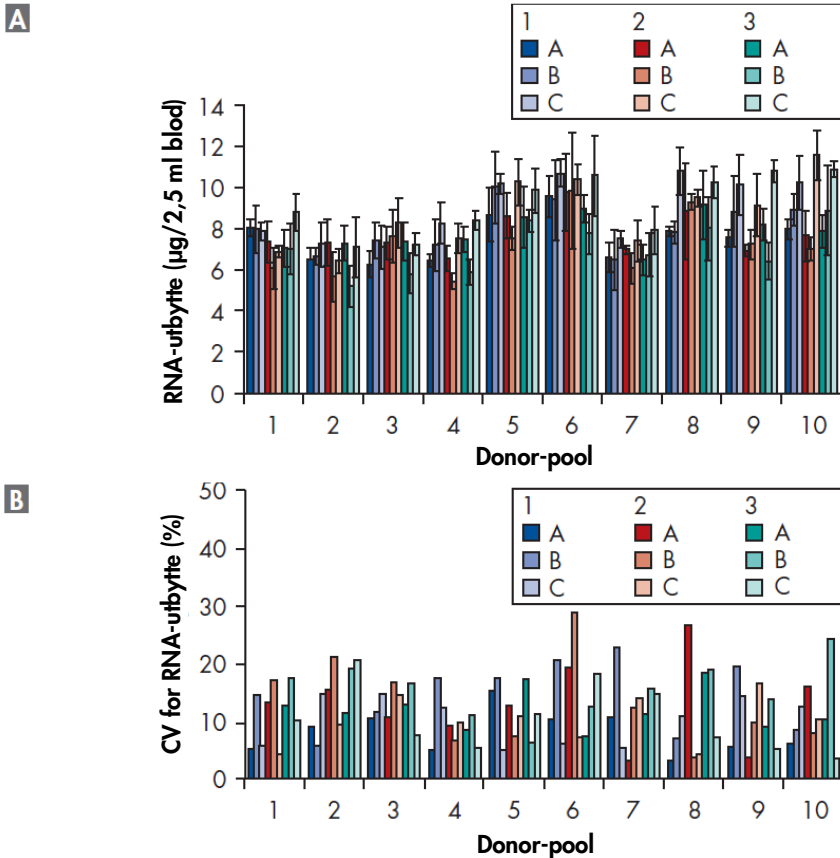 A
1 2 3
A A A
B B B
C C C
RNA-utbytte (µg/2,5 ml blod)
14
12
10
8
6
4
2
0
1 2 3 4 5 6 7 8 9 10
Donor-pool
B
1 2 3
A A A
B B B
C C C
CV for RNA-utbytte (%)
50
40
30
20
10
0
1 2 3 4 5 6 7 8 9 10
Donor-pool